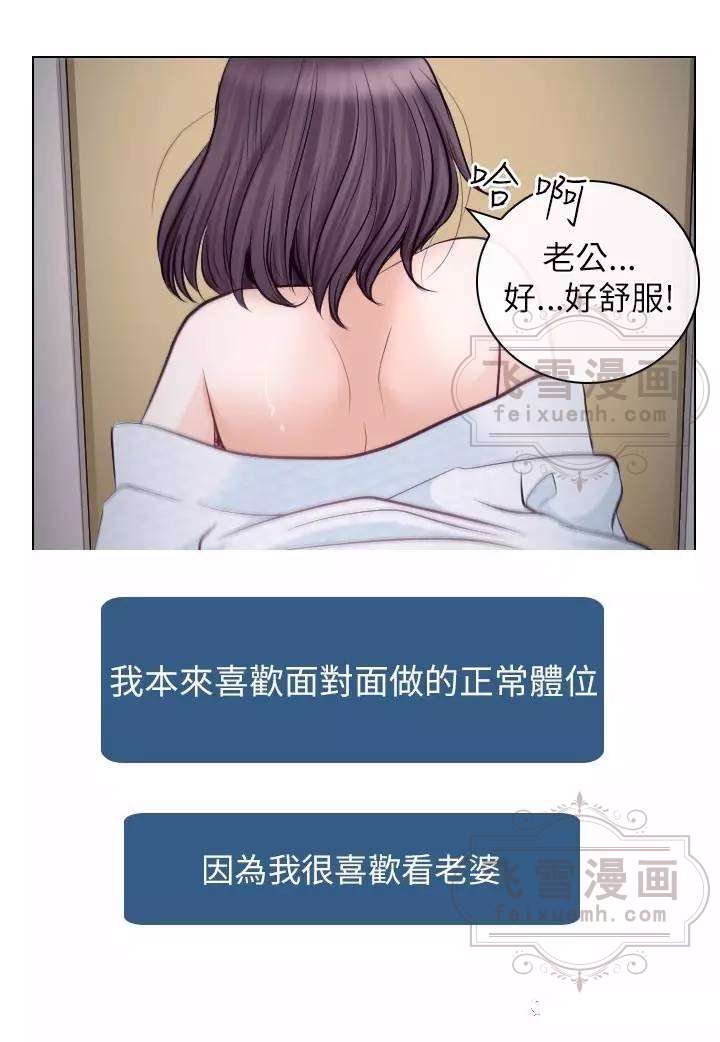 哈 啊
老公...
好...好舒服!
飞雪漫画
feixuemh.com
我本來喜歡面對面做的正常體位
因為我很喜歡看老婆
飞雪漫画
feixuemh.com